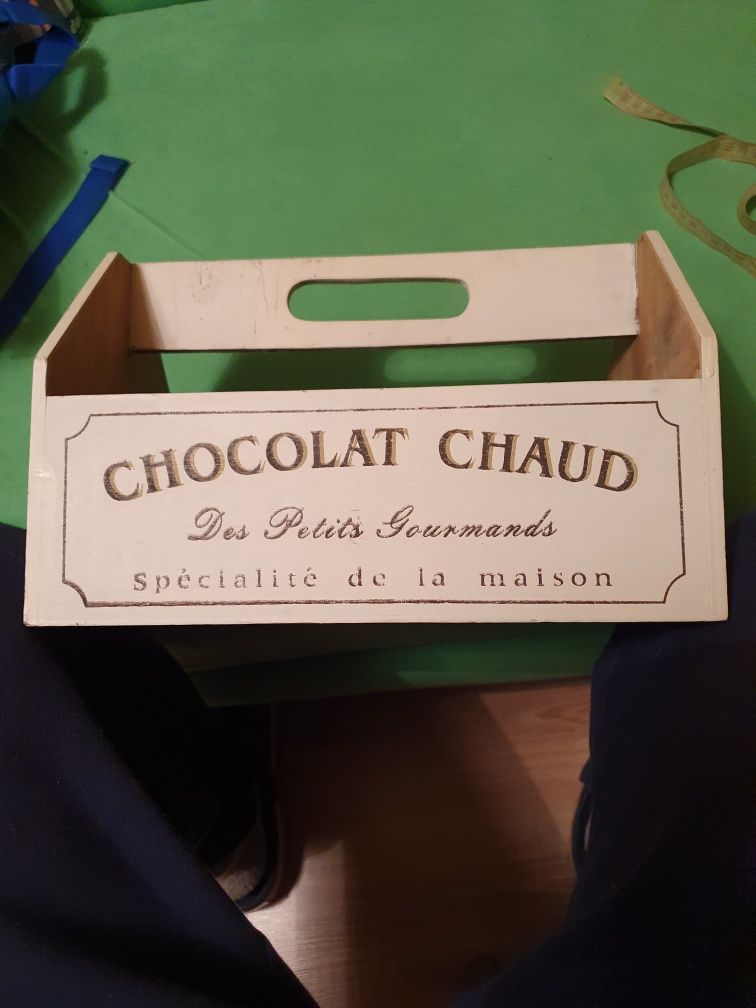 CHOCOLAT CHAUD
Des Petits Gourmands
Spécialité de la maison